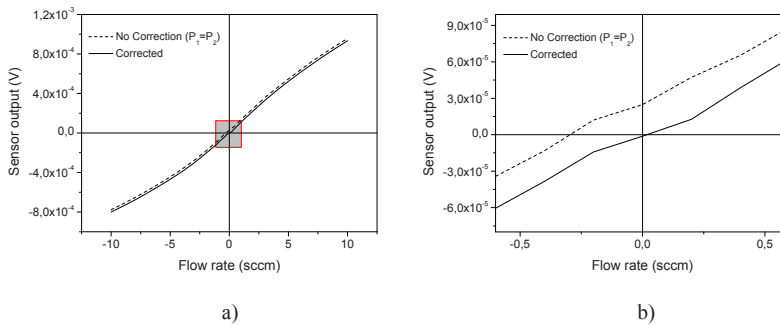 1,2x10⁻³
8,0x10⁻⁴
4,0x10⁻⁴
0,0
-4,0x10⁻⁴
-8,0x10⁻⁴
Sensor output (V)
No Correction (P₁=P₂)
Corrected
-10 -5 0 5 10
Flow rate (sccm)
a)
9,0x10⁻⁵
6,0x10⁻⁵
3,0x10⁻⁵
0,0
-3,0x10⁻⁵
-6,0x10⁻⁵
Sensor output (V)
No Correction (P₁=P₂)
Corrected
-0,5 0,0 0,5
Flow rate (sccm)
b)